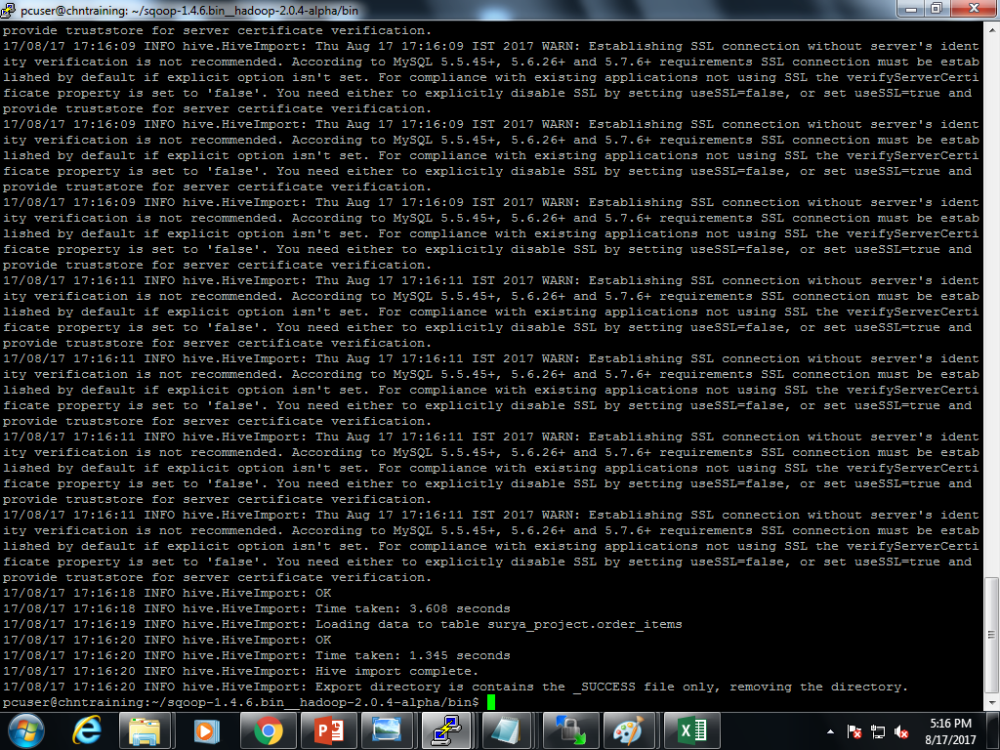 pcuser@chntraining: ~/sqoop-1.4.6.bin__hadoop-2.0.4-alpha/bin
provide truststore for server certificate verification.
17/08/17 17:16:09 INFO hive.HiveImport: Thu Aug 17 17:16:09 IST 2017 WARN: Establishing SSL connection without server's ident
ity verification is not recommended. According to MySQL 5.5.45+, 5.6.26+ and 5.7.6+ requirements SSL connection must be estab
lished by default if explicit option isn't set. For compliance with existing applications not using SSL the verifyServerCerti
ficate property is set to 'false'. You need either to explicitly disable SSL by setting useSSL=false, or set useSSL=true and
provide truststore for server certificate verification.
17/08/17 17:16:09 INFO hive.HiveImport: Thu Aug 17 17:16:09 IST 2017 WARN: Establishing SSL connection without server's ident
ity verification is not recommended. According to MySQL 5.5.45+, 5.6.26+ and 5.7.6+ requirements SSL connection must be estab
lished by default if explicit option isn't set. For compliance with existing applications not using SSL the verifyServerCerti
ficate property is set to 'false'. You need either to explicitly disable SSL by setting useSSL=false, or set useSSL=true and
provide truststore for server certificate verification.
17/08/17 17:16:09 INFO hive.HiveImport: Thu Aug 17 17:16:09 IST 2017 WARN: Establishing SSL connection without server's ident
ity verification is not recommended. According to MySQL 5.5.45+, 5.6.26+ and 5.7.6+ requirements SSL connection must be estab
lished by default if explicit option isn't set. For compliance with existing applications not using SSL the verifyServerCerti
ficate property is set to 'false'. You need either to explicitly disable SSL by setting useSSL=false, or set useSSL=true and
provide truststore for server certificate verification.
17/08/17 17:16:11 INFO hive.HiveImport: Thu Aug 17 17:16:11 IST 2017 WARN: Establishing SSL connection without server's ident
ity verification is not recommended. According to MySQL 5.5.45+, 5.6.26+ and 5.7.6+ requirements SSL connection must be estab
lished by default if explicit option isn't set. For compliance with existing applications not using SSL the verifyServerCerti
ficate property is set to 'false'. You need either to explicitly disable SSL by setting useSSL=false, or set useSSL=true and
provide truststore for server certificate verification.
17/08/17 17:16:11 INFO hive.HiveImport: Thu Aug 17 17:16:11 IST 2017 WARN: Establishing SSL connection without server's ident
ity verification is not recommended. According to MySQL 5.5.45+, 5.6.26+ and 5.7.6+ requirements SSL connection must be estab
lished by default if explicit option isn't set. For compliance with existing applications not using SSL the verifyServerCerti
ficate property is set to 'false'. You need either to explicitly disable SSL by setting useSSL=false, or set useSSL=true and
provide truststore for server certificate verification.
17/08/17 17:16:11 INFO hive.HiveImport: Thu Aug 17 17:16:11 IST 2017 WARN: Establishing SSL connection without server's ident
ity verification is not recommended. According to MySQL 5.5.45+, 5.6.26+ and 5.7.6+ requirements SSL connection must be estab
lished by default if explicit option isn't set. For compliance with existing applications not using SSL the verifyServerCerti
ficate property is set to 'false'. You need either to explicitly disable SSL by setting useSSL=false, or set useSSL=true and
provide truststore for server certificate verification.
17/08/17 17:16:11 INFO hive.HiveImport: Thu Aug 17 17:16:11 IST 2017 WARN: Establishing SSL connection without server's ident
ity verification is not recommended. According to MySQL 5.5.45+, 5.6.26+ and 5.7.6+ requirements SSL connection must be estab
lished by default if explicit option isn't set. For compliance with existing applications not using SSL the verifyServerCerti
ficate property is set to 'false'. You need either to explicitly disable SSL by setting useSSL=false, or set useSSL=true and
provide truststore for server certificate verification.
17/08/17 17:16:18 INFO hive.HiveImport: OK
17/08/17 17:16:18 INFO hive.HiveImport: Time taken: 3.608 seconds
17/08/17 17:16:19 INFO hive.HiveImport: Loading data to table surya_project.order_items
17/08/17 17:16:20 INFO hive.HiveImport: OK
17/08/17 17:16:20 INFO hive.HiveImport: Time taken: 1.345 seconds
17/08/17 17:16:20 INFO hive.HiveImport: Hive import complete.
17/08/17 17:16:20 INFO hive.HiveImport: Export directory is contains the _SUCCESS file only, removing the directory.
pcuser@chntraining:~/sqoop-1.4.6.bin__hadoop-2.0.4-alpha/bin$
5:16 PM
8/17/2017